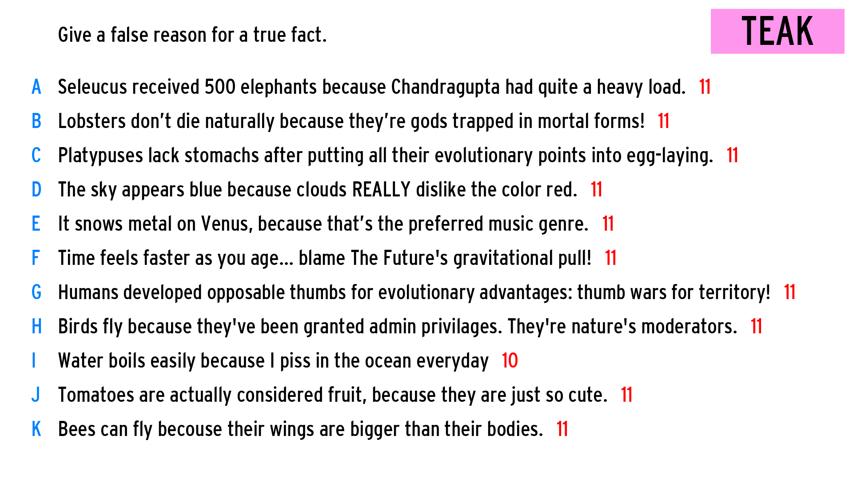 Give a false reason for a true fact.
TEAK
A Seleucus received 500 elephants because Chandragupta had quite a heavy load. 11
B Lobsters don't die naturally because they're gods trapped in mortal forms! 11
C Platypuses lack stomachs after putting all their evolutionary points into egg-laying. 11
D The sky appears blue because clouds REALLY dislike the color red. 11
E It snows metal on Venus, because that's the preferred music genre. 11
F Time feels faster as you age... blame The Future's gravitational pull! 11
G Humans developed opposable thumbs for evolutionary advantages: thumb wars for territory! 11
H Birds fly because they've been granted admin privilages. They're nature's moderators. 11
I Water boils easily because I piss in the ocean everyday 10
J Tomatoes are actually considered fruit, because they are just so cute. 11
K Bees can fly becouse their wings are bigger than their bodies. 11